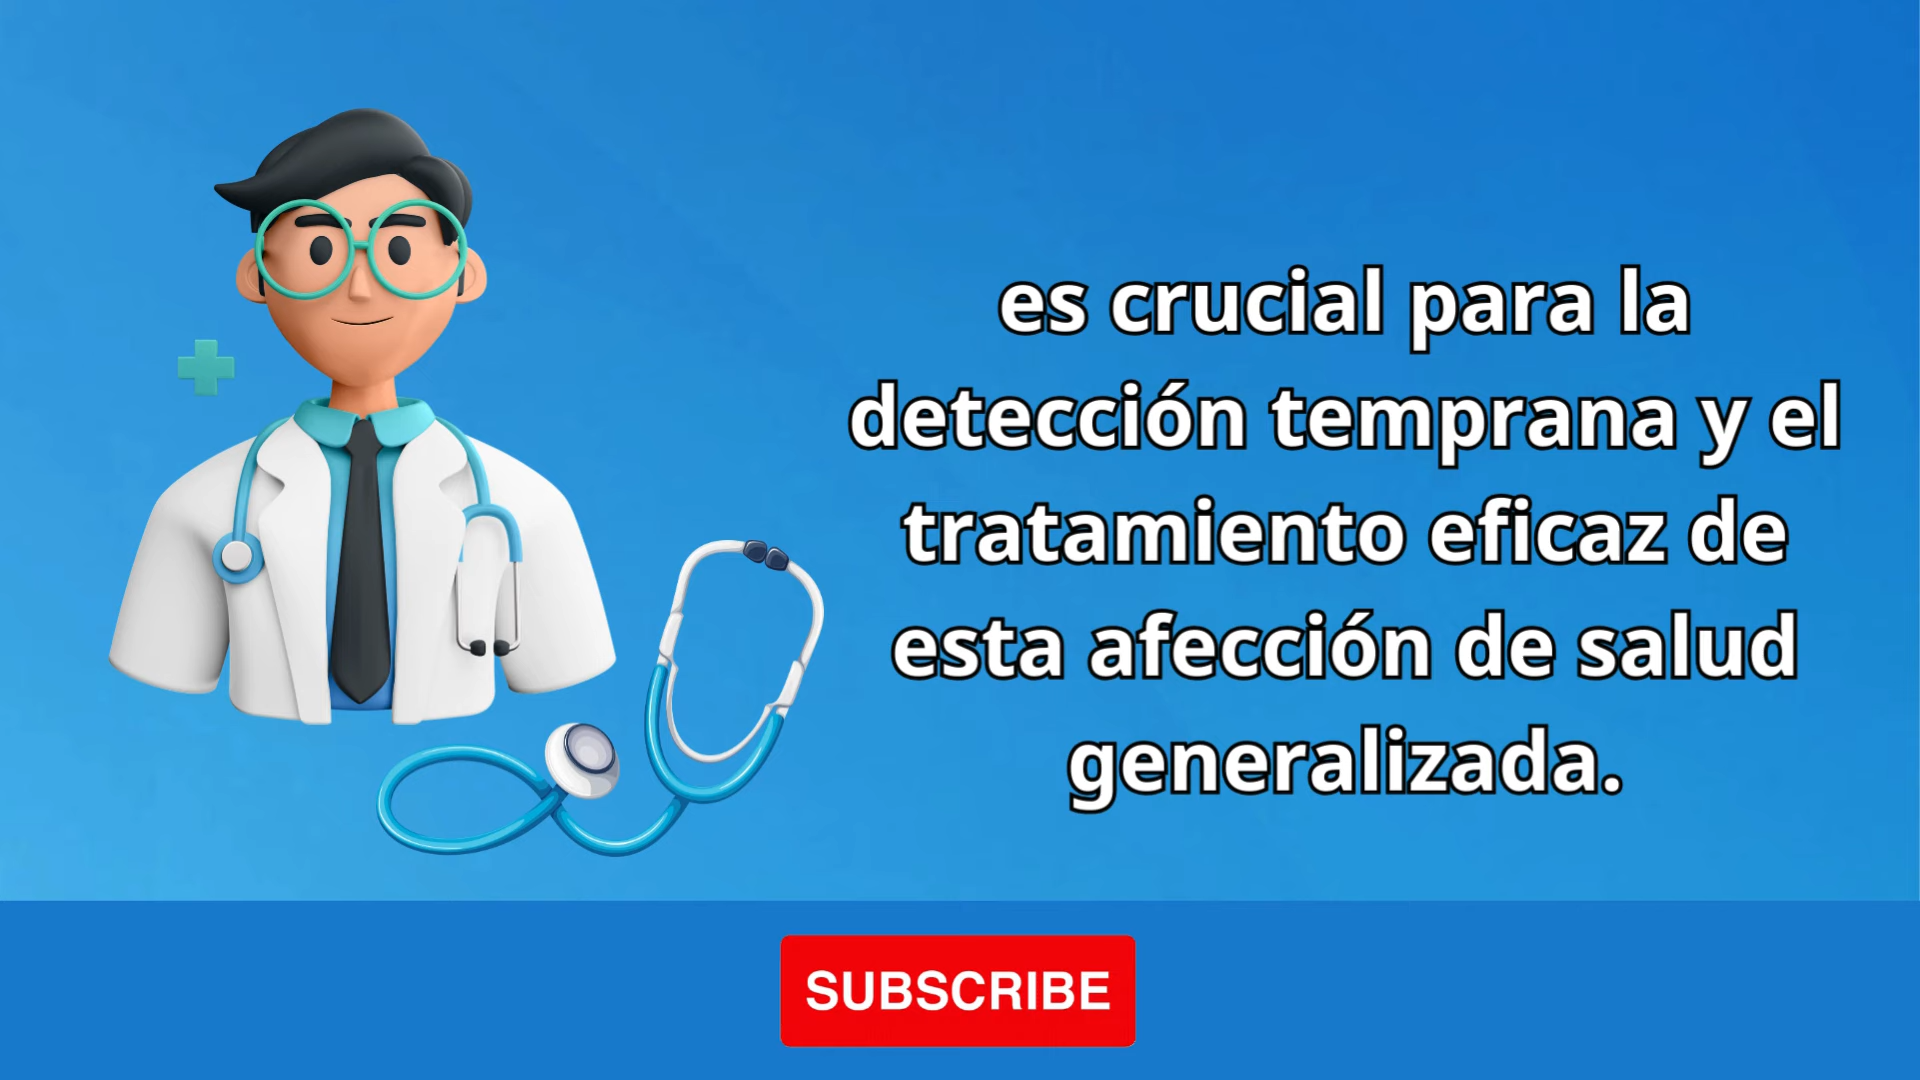 es crucial para la
detección temprana y el
tratamiento eficaz de
esta afección de salud
generalizada.
SUBSCRIBE